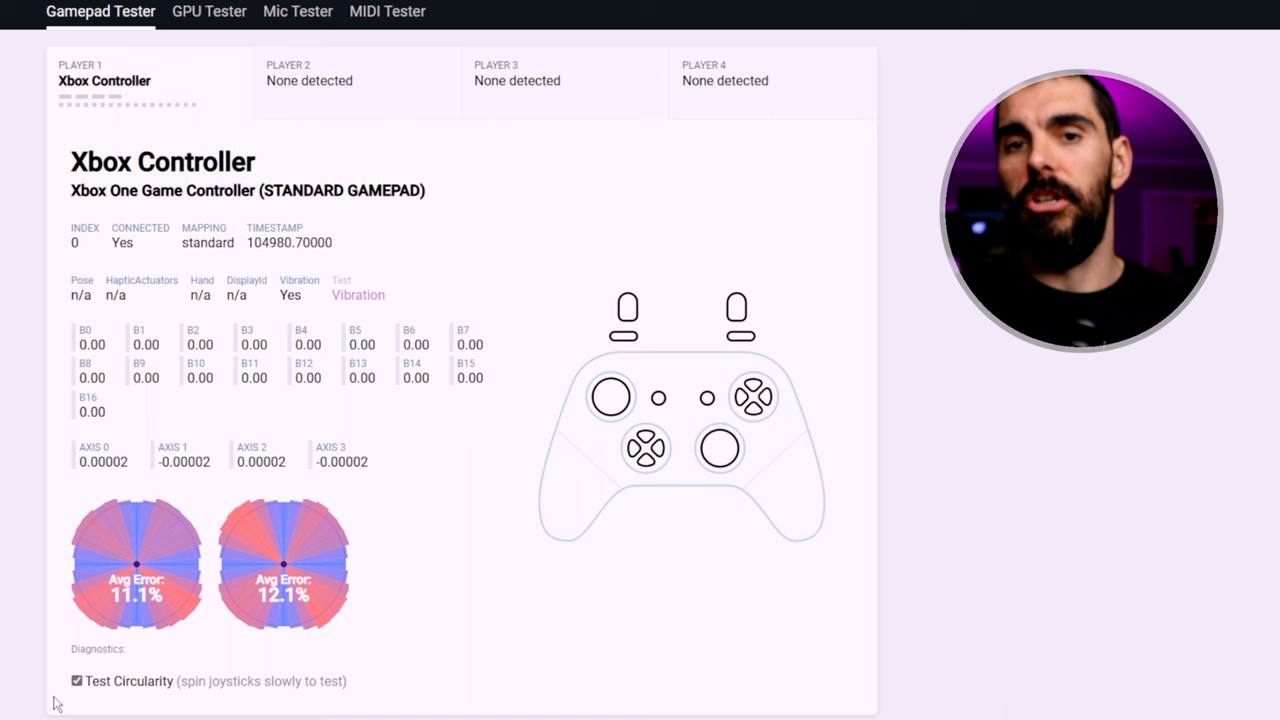 Gamepad Tester GPU Tester Mic Tester MIDI Tester
PLAYER 1 PLAYER 2 PLAYER 3 PLAYER 4
Xbox Controller None detected None detected None detected
Xbox Controller
Xbox One Game Controller (STANDARD GAMEPAD)
INDEX CONNECTED MAPPING TIMESTAMP
0 Yes standard 104980.70000
Pose HapticActuators Hand DisplayId Vibration Test
n/a n/a n/a n/a Yes Vibration
B0 B1 B2 B3 B4 B5 B6 B7
0.00 0.00 0.00 0.00 0.00 0.00 0.00 0.00
B8 B9 B10 B11 B12 B13 B14 B15
0.00 0.00 0.00 0.00 0.00 0.00 0.00 0.00
B16
0.00
AXIS 0 AXIS 1 AXIS 2 AXIS 3
0.00002 -0.00002 0.00002 -0.00002
Avg Error: Avg Error:
11.1% 12.1%
Diagnostics:
Test Circularity (spin joysticks slowly to test)